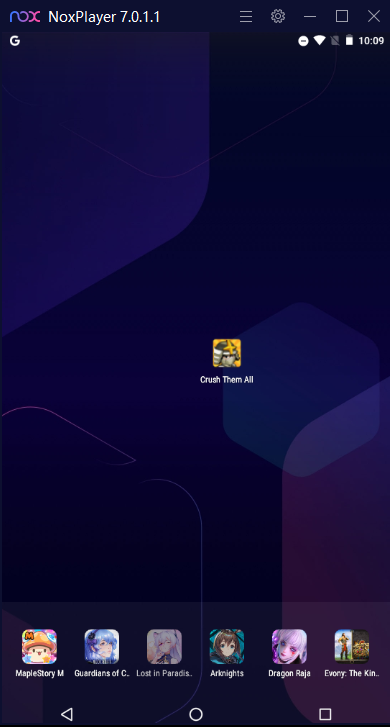 nox NoxPlayer 7.0.1.1
G 10:09
Crush Them All
MapleStory M Guardians of C.. Lost in Paradis.. Arknights Dragon Raja Evony: The Kin..